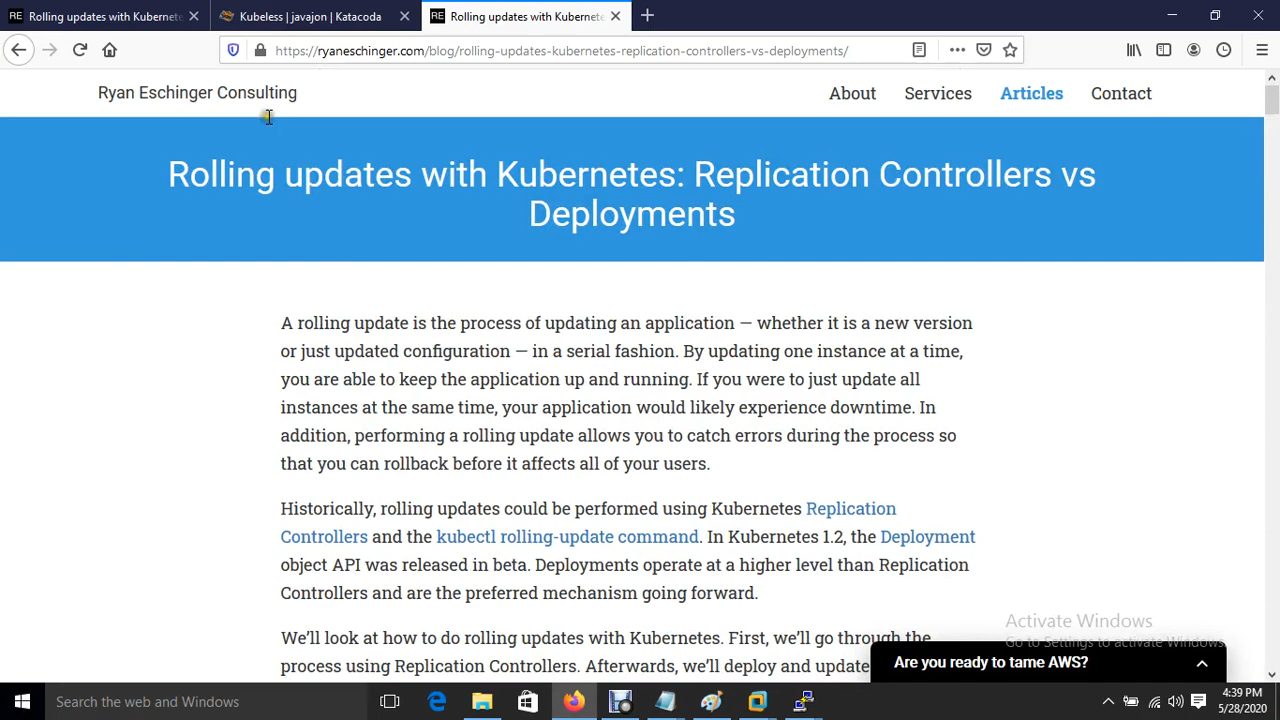 Rolling updates with Kubernete
Kubeless | javajon | Katacoda
Rolling updates with Kubernete
https://ryaneschinger.com/blog/rolling-updates-kubernetes-replication-controllers-vs-deployments/
Ryan Eschinger Consulting
About Services Articles Contact
Rolling updates with Kubernetes: Replication Controllers vs
Deployments
A rolling update is the process of updating an application — whether it is a new version
or just updated configuration — in a serial fashion. By updating one instance at a time,
you are able to keep the application up and running. If you were to just update all
instances at the same time, your application would likely experience downtime. In
addition, performing a rolling update allows you to catch errors during the process so
that you can rollback before it affects all of your users.
Historically, rolling updates could be performed using Kubernetes Replication
Controllers and the kubectl rolling-update command. In Kubernetes 1.2, the Deployment
object API was released in beta. Deployments operate at a higher level than Replication
Controllers and are the preferred mechanism going forward.
We'll look at how to do rolling updates with Kubernetes. First, we'll go through the
process using Replication Controllers. Afterwards, we'll deploy and update
Activate Windows
Go to Settings to activate Windows.
Are you ready to tame AWS?
Search the web and Windows
4:39 PM
5/28/2020